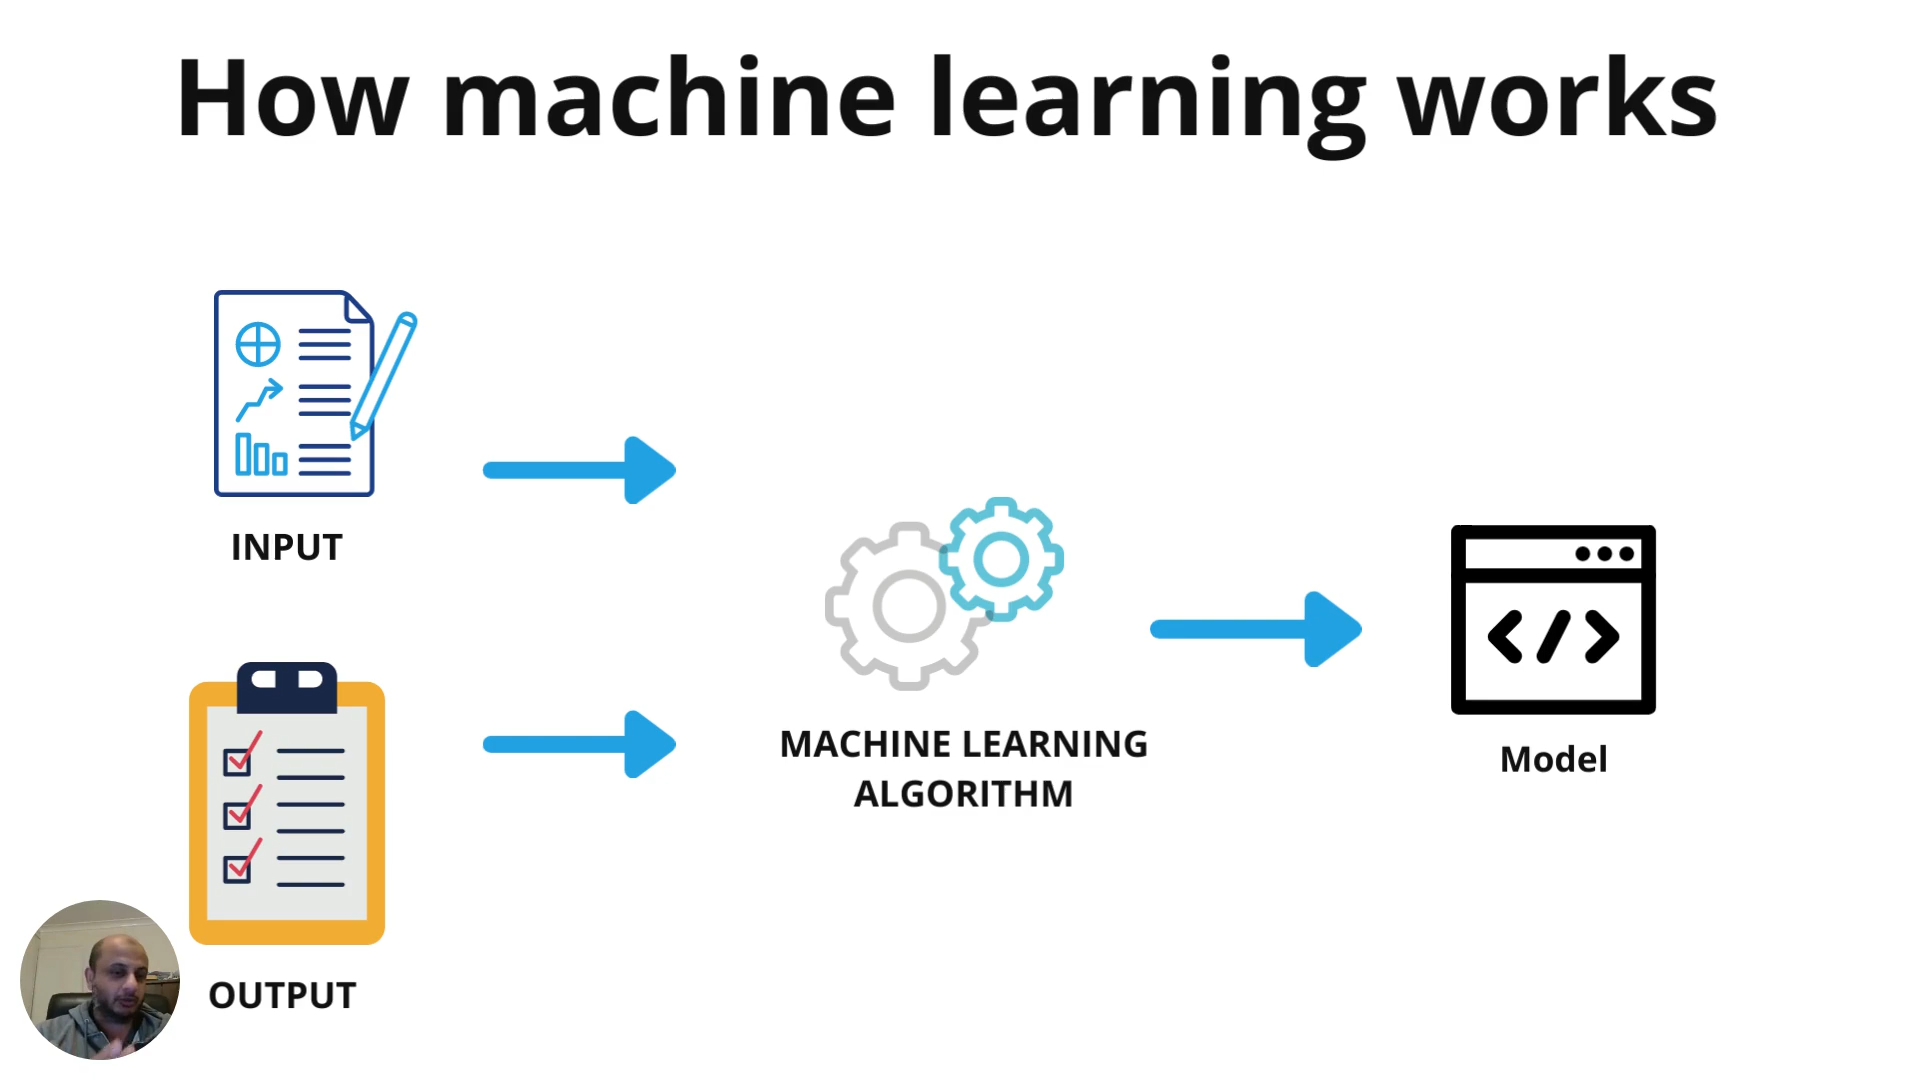 How machine learning works
INPUT
OUTPUT
MACHINE LEARNING
ALGORITHM
Model